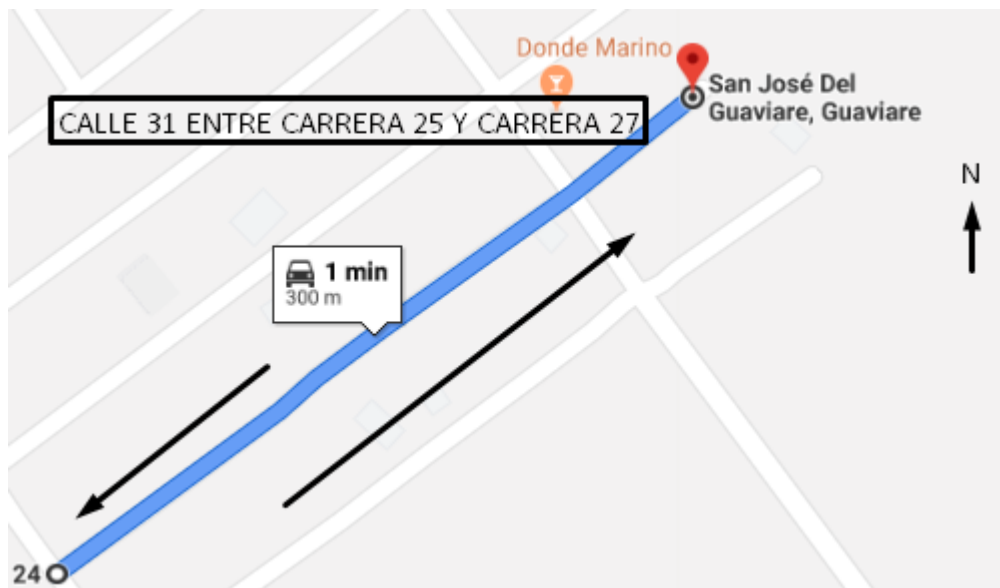 Donde Marino
San José Del
Guaviare, Guaviare
CALLE 31 ENTRE CARRERA 25 Y CARRERA 27
N
1 min
300 m
24